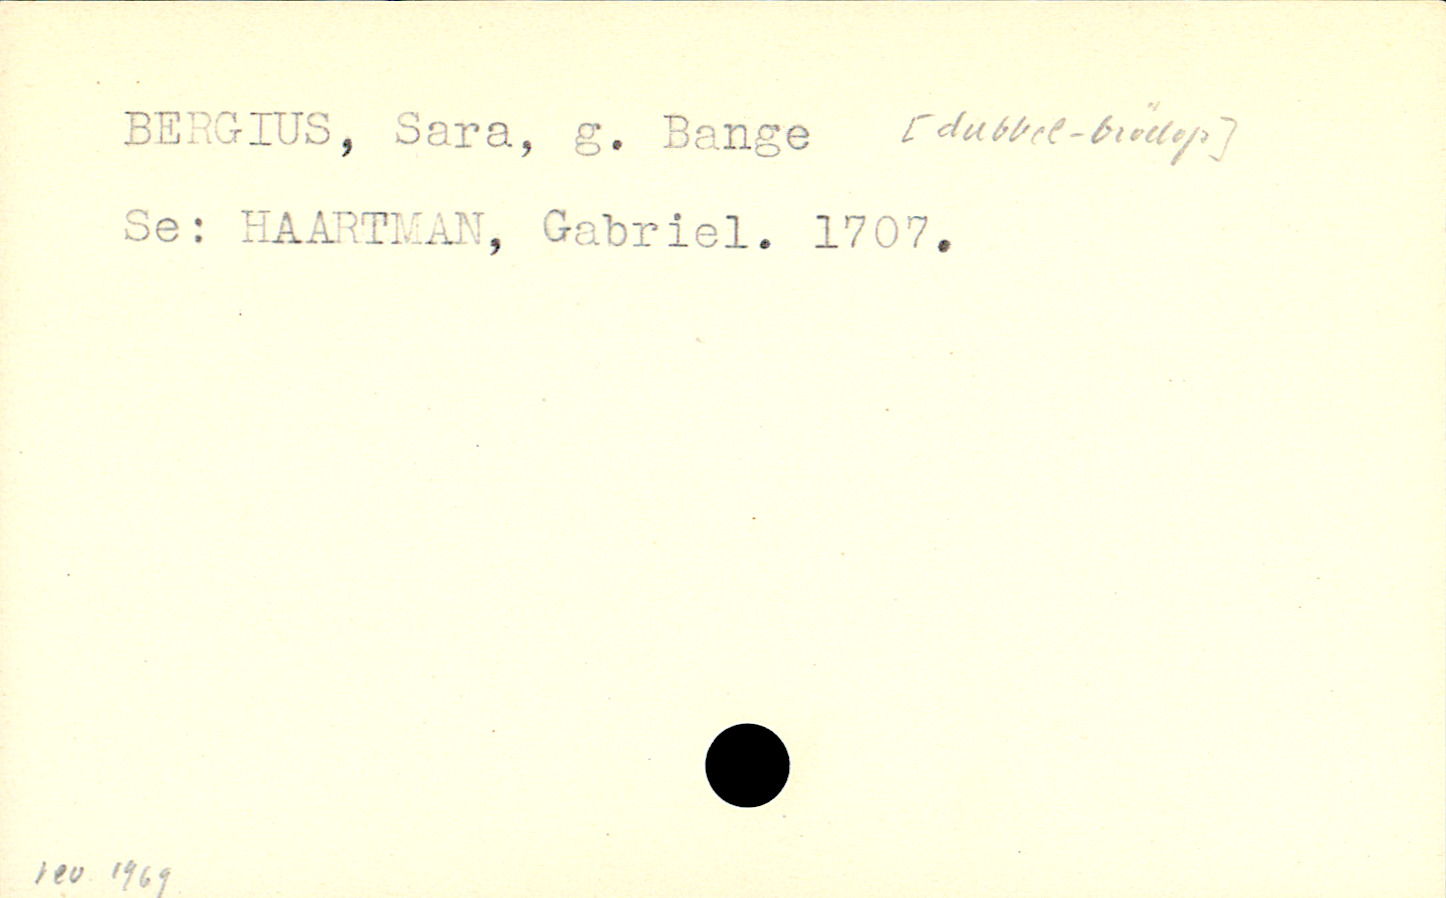 BERGIUS, Sara, g. Bange [dubbel-bröllop]
Se: HAARTMAN, Gabriel. 1707.
rev. 1969